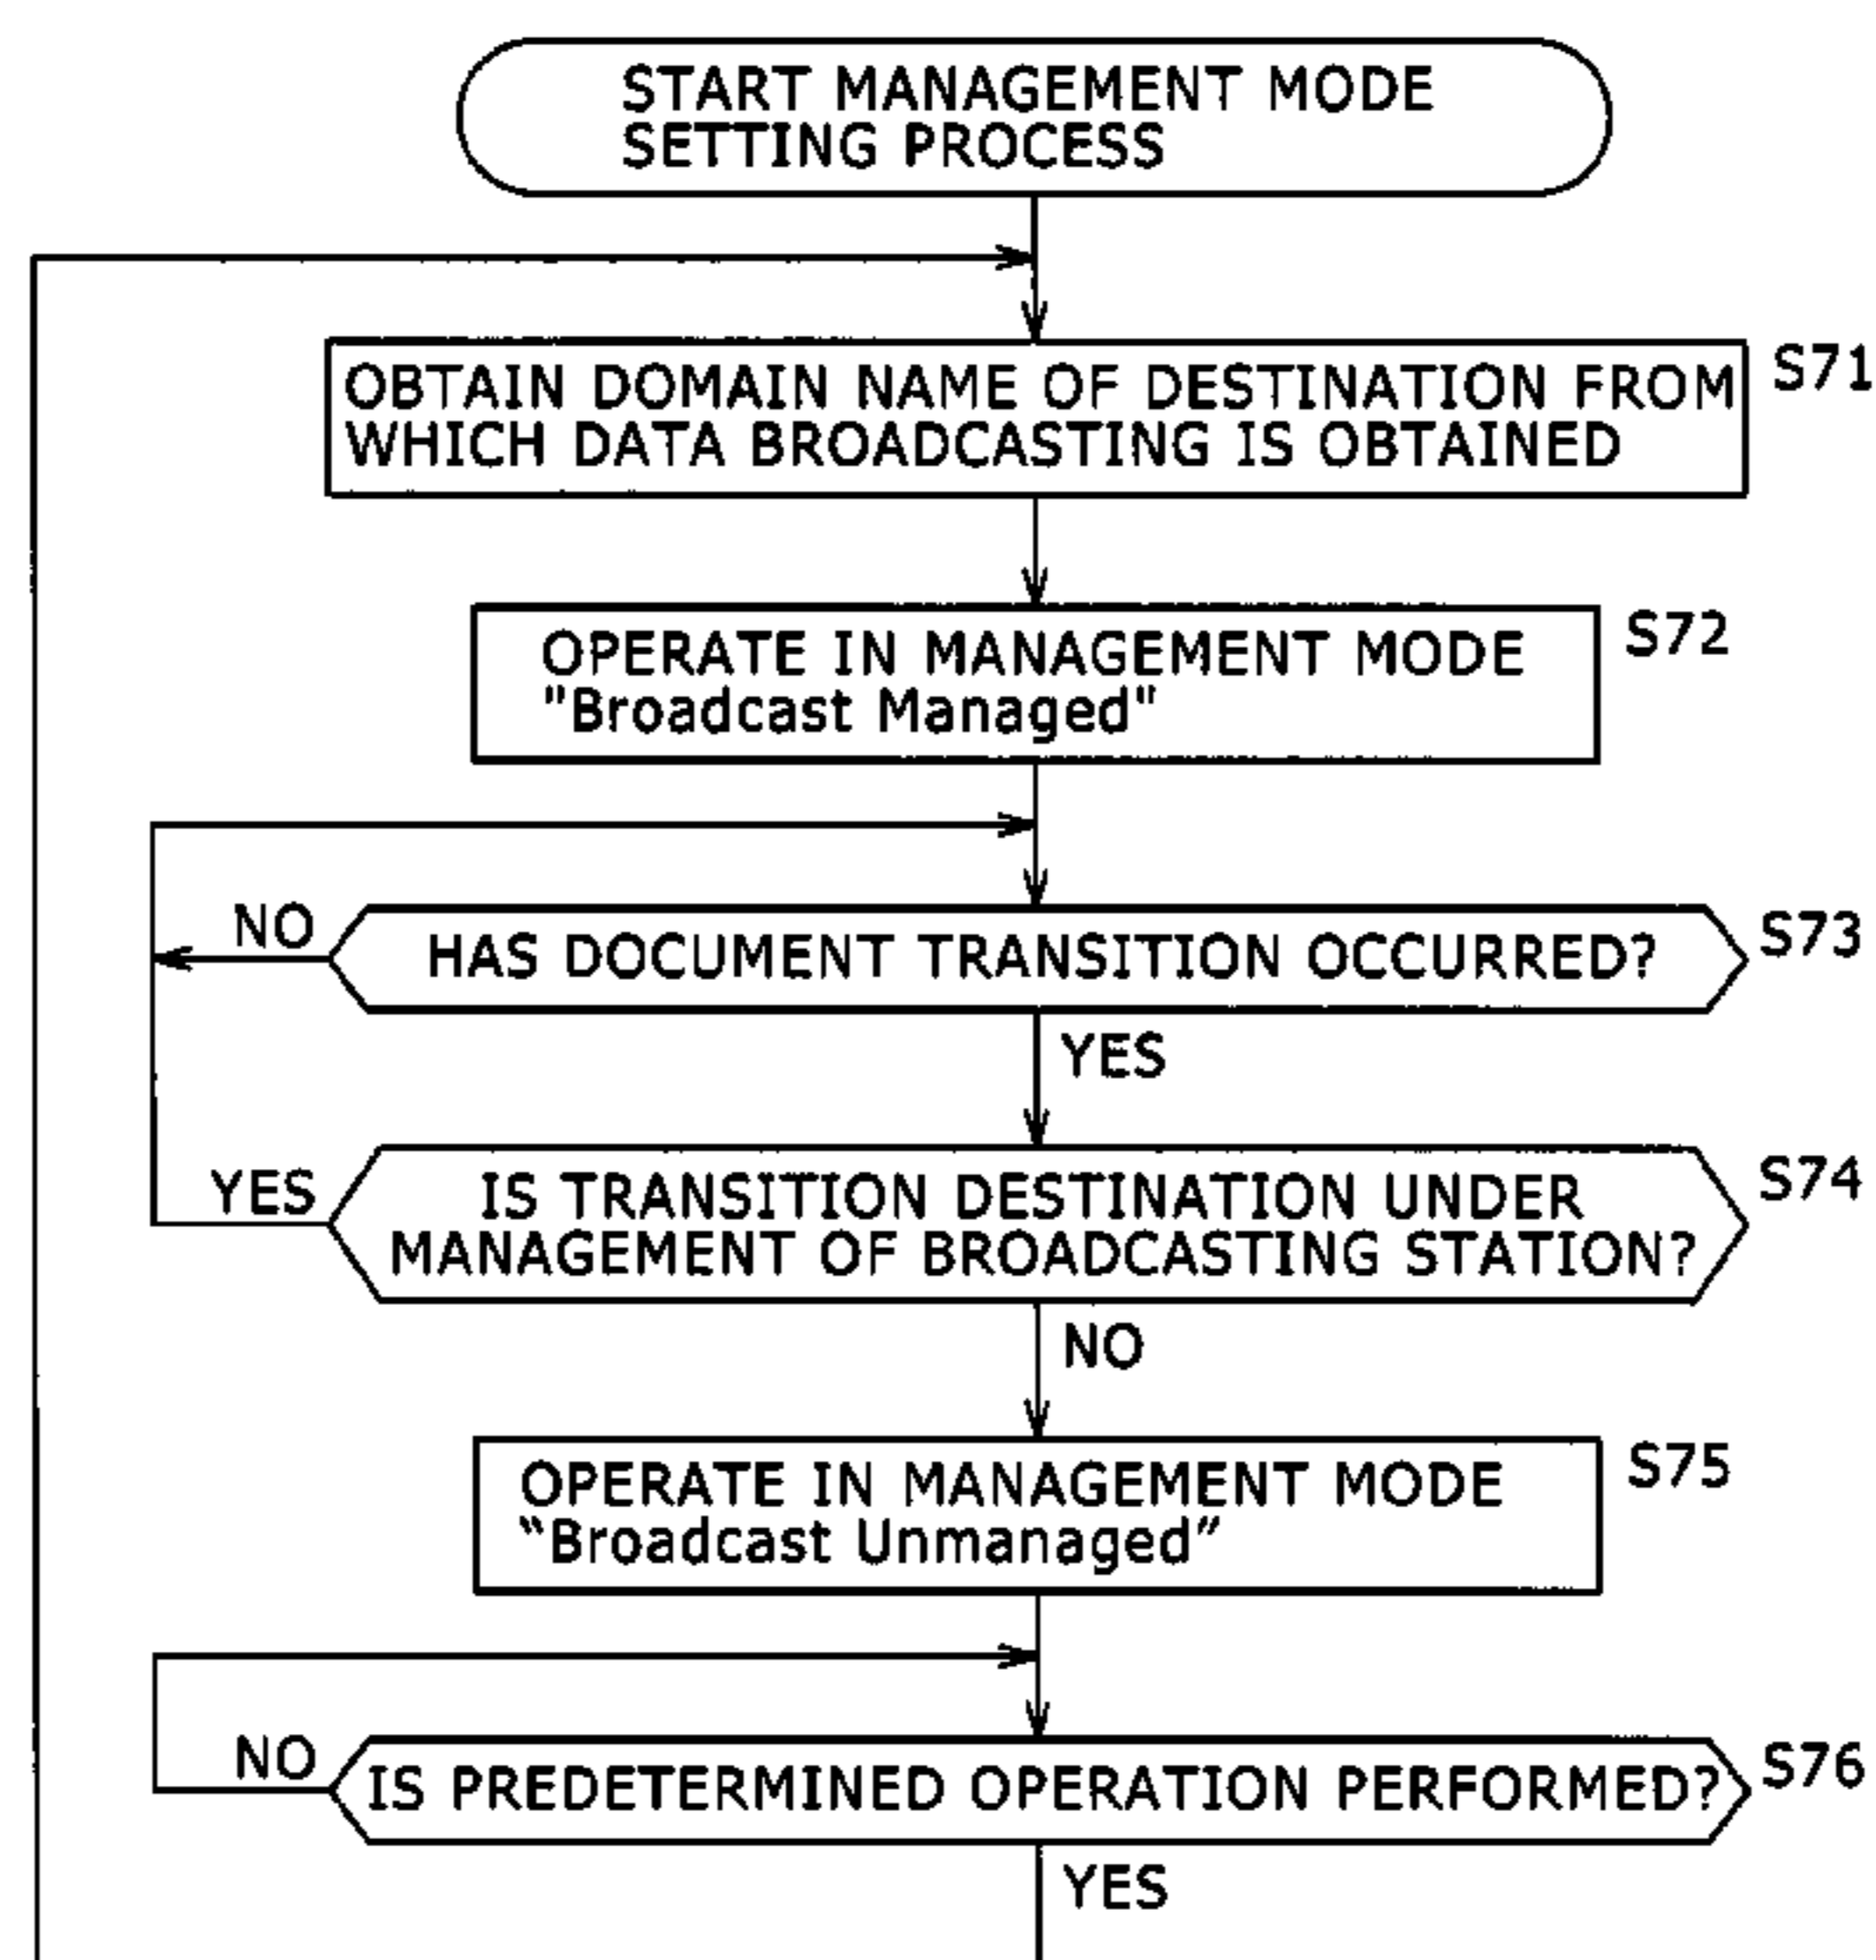 START MANAGEMENT MODE
SETTING PROCESS
OBTAIN DOMAIN NAME OF DESTINATION FROM
WHICH DATA BROADCASTING IS OBTAINED
S71
OPERATE IN MANAGEMENT MODE
"Broadcast Managed"
S72
NO
HAS DOCUMENT TRANSITION OCCURRED?
S73
YES
YES
IS TRANSITION DESTINATION UNDER
MANAGEMENT OF BROADCASTING STATION?
S74
NO
OPERATE IN MANAGEMENT MODE
“Broadcast Unmanaged”
S75
NO
IS PREDETERMINED OPERATION PERFORMED?
S76
YES